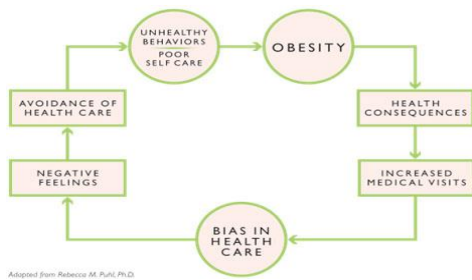 UNHEALTHY
BEHAVIORS
POOR
SELF CARE
OBESITY
HEALTH
CONSEQUENCES
INCREASED
MEDICAL VISITS
BIAS IN
HEALTH
CARE
NEGATIVE
FEELINGS
AVOIDANCE OF
HEALTH CARE
Adapted from Rebecca M. Puhl, Ph.D.